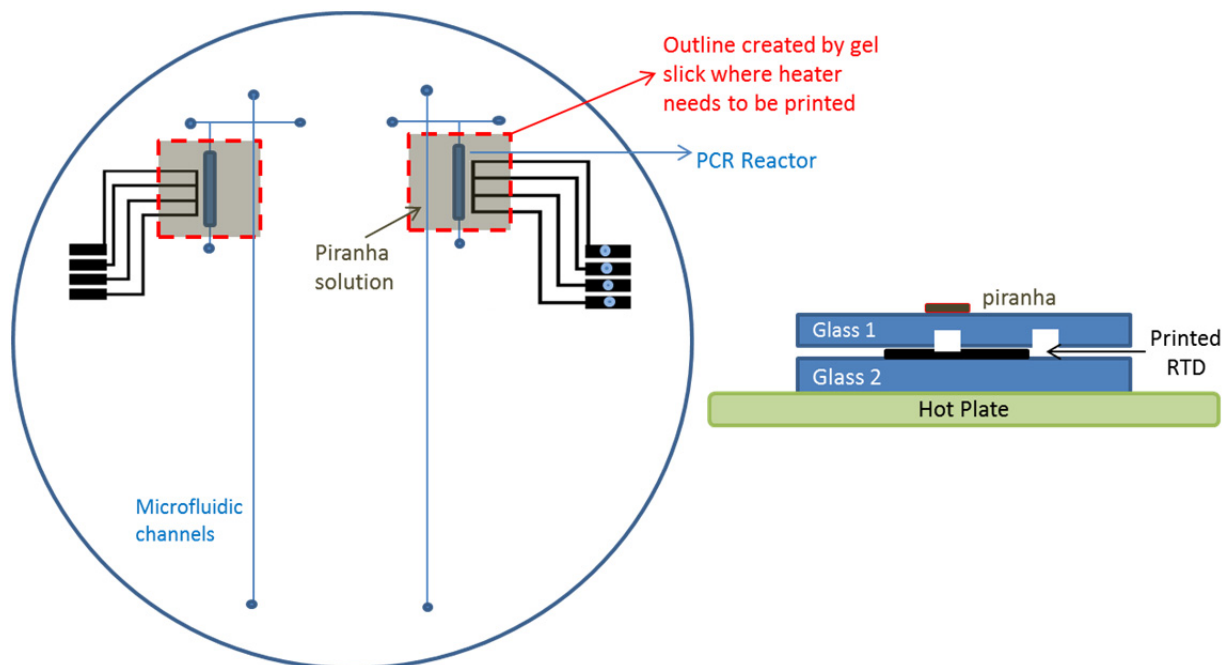 Outline created by gel
slick where heater
needs to be printed
PCR Reactor
Piranha
solution
Microfluidic
channels
piranha
Glass 1
Printed
RTD
Glass 2
Hot Plate